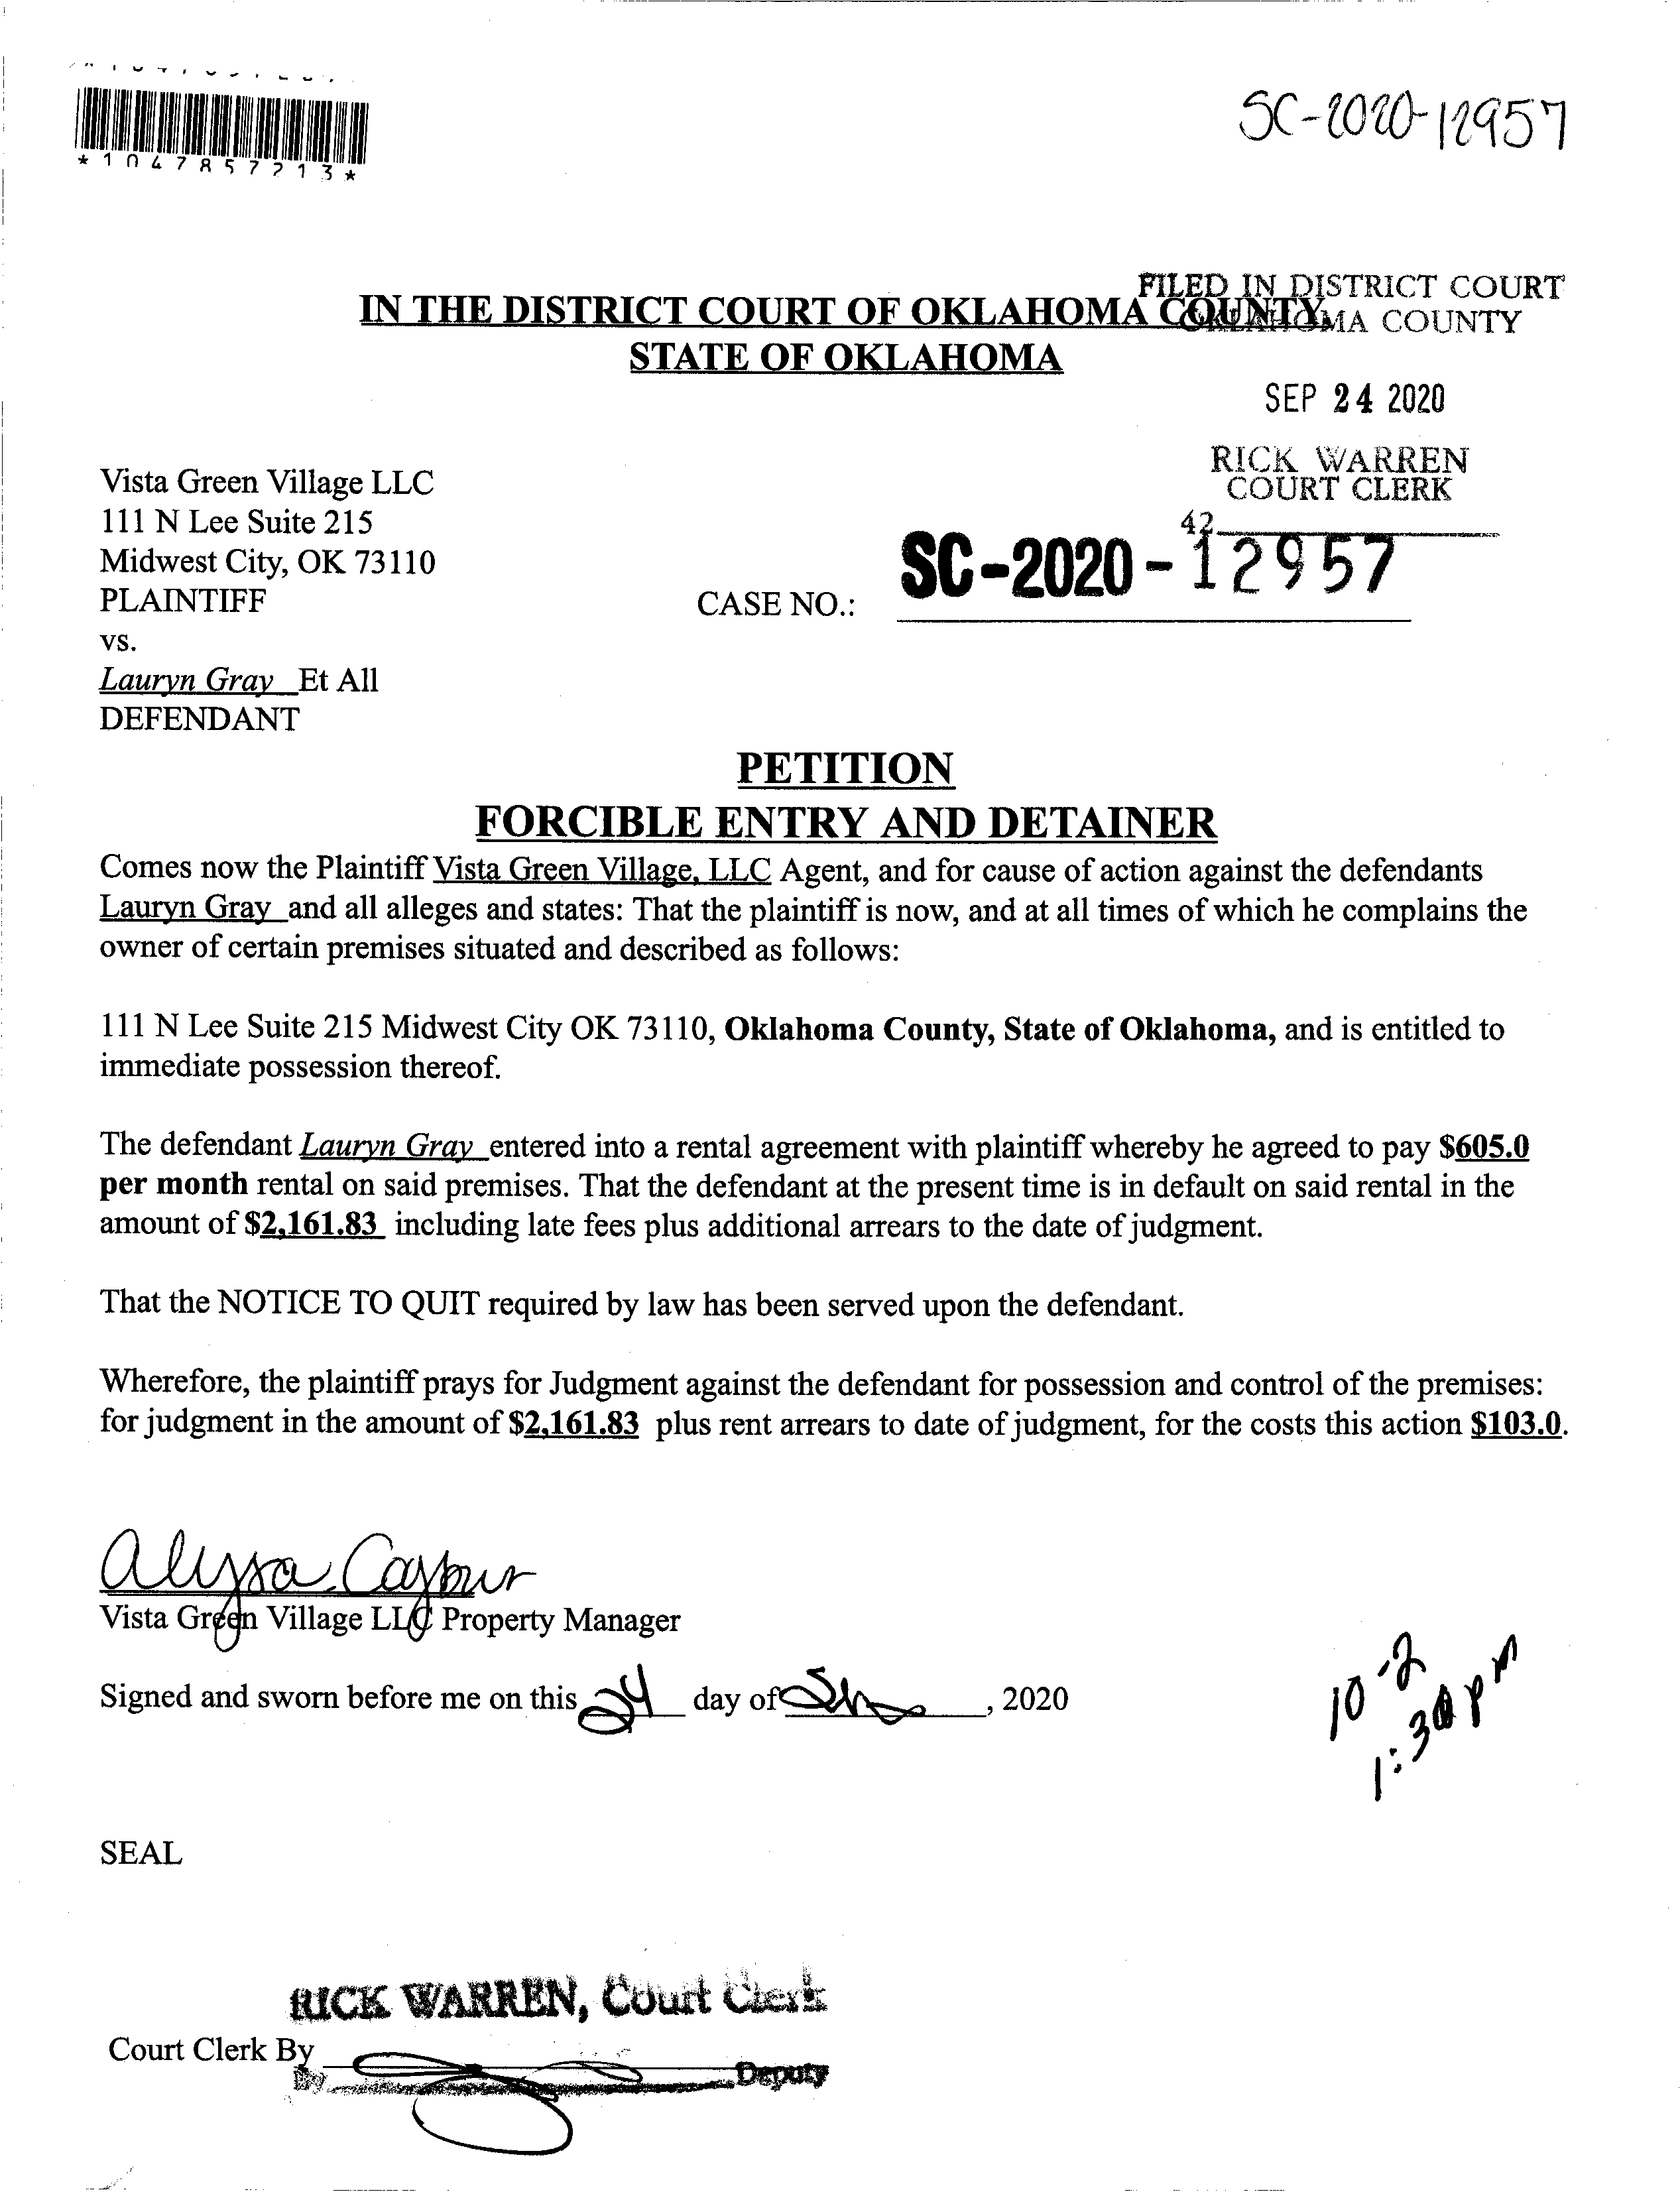 *1047857213*
SC-2020-12957
FILED IN DISTRICT COURT
OKLAHOMA COUNTY
IN THE DISTRICT COURT OF OKLAHOMA COUNTY,
STATE OF OKLAHOMA
SEP 24 2020
RICK WARREN
COURT CLERK
42
Vista Green Village LLC
111 N Lee Suite 215
Midwest City, OK 73110
PLAINTIFF
CASE NO.: SC-2020-12957
vs.
Lauryn Gray Et All
DEFENDANT
PETITION
FORCIBLE ENTRY AND DETAINER
Comes now the Plaintiff Vista Green Village, LLC Agent, and for cause of action against the defendants
Lauryn Gray and all alleges and states: That the plaintiff is now, and at all times of which he complains the
owner of certain premises situated and described as follows:
111 N Lee Suite 215 Midwest City OK 73110, Oklahoma County, State of Oklahoma, and is entitled to
immediate possession thereof.
The defendant Lauryn Gray entered into a rental agreement with plaintiff whereby he agreed to pay $605.0
per month rental on said premises. That the defendant at the present time is in default on said rental in the
amount of $2,161.83 including late fees plus additional arrears to the date of judgment.
That the NOTICE TO QUIT required by law has been served upon the defendant.
Wherefore, the plaintiff prays for Judgment against the defendant for possession and control of the premises:
for judgment in the amount of $2,161.83 plus rent arrears to date of judgment, for the costs this action $103.0.
Alyssa
Vista Green Village LLC Property Manager
Signed and sworn before me on this 24 day of , 2020
10-2
1:30 pm
SEAL
RICK WARREN, Court Clerk
Court Clerk By
By Deputy